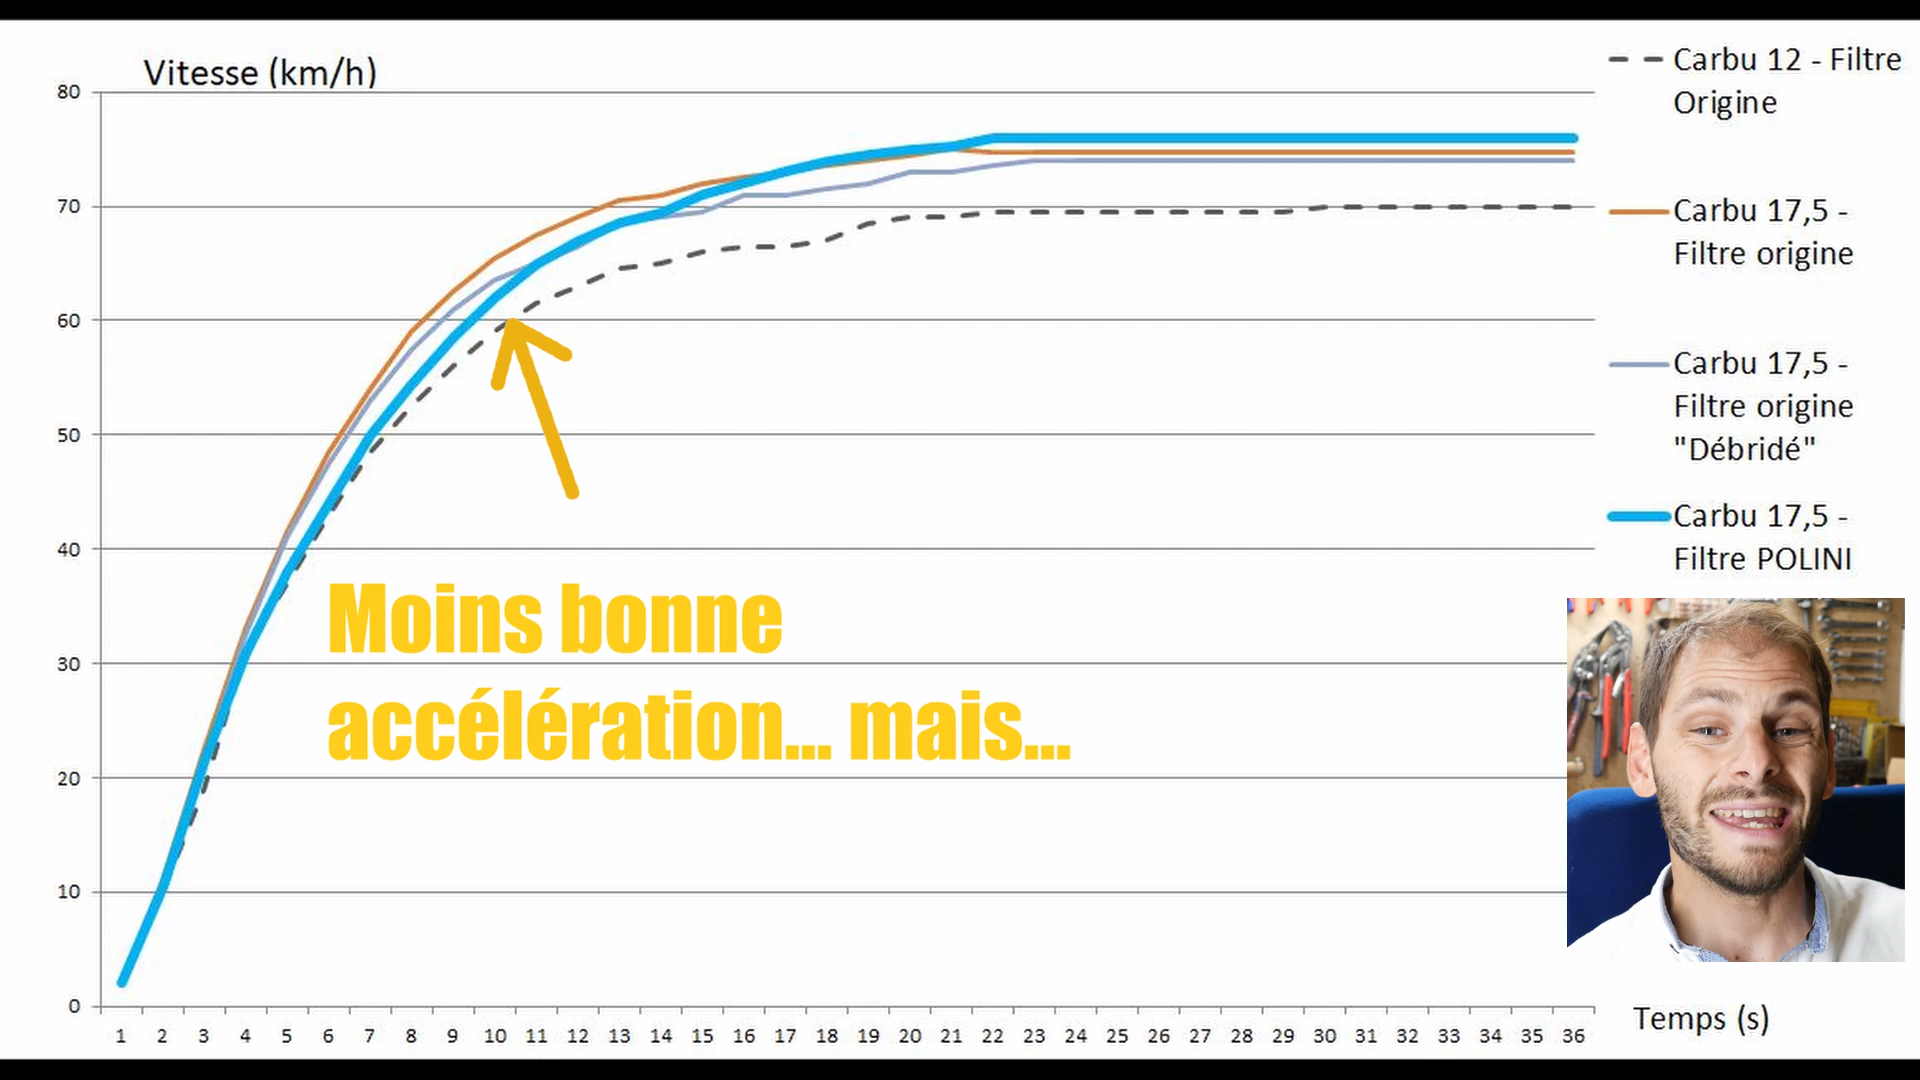 Vitesse (km/h)
80
70
60
50
40
30
20
10
0
1 2 3 4 5 6 7 8 9 10 11 12 13 14 15 16 17 18 19 20 21 22 23 24 25 26 27 28 29 30 31 32 33 34 35 36
Temps (s)
Carbu 12 - Filtre
Origine
Carbu 17,5 -
Filtre origine
Carbu 17,5 -
Filtre origine
"Débridé"
Carbu 17,5 -
Filtre POLINI
Moins bonne
accélération... mais...